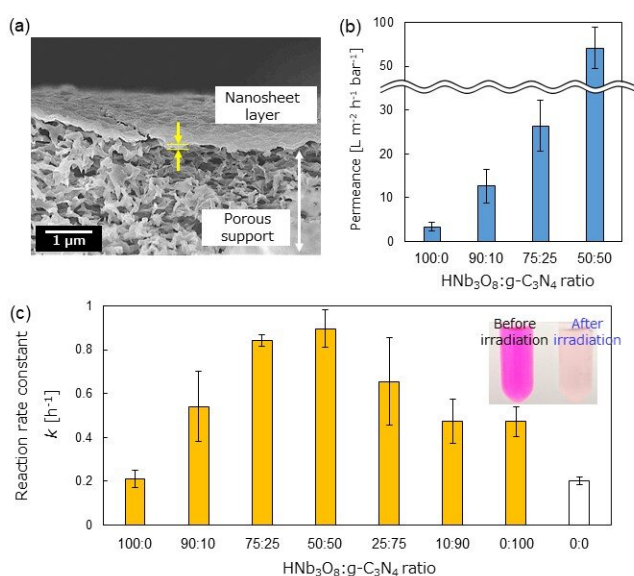 (a)
Nanosheet
layer
Porous
support
1 μm
(b)
Permeance [L m⁻² h⁻¹ bar⁻¹]
100
50
30
20
10
0
100:0 90:10 75:25 50:50
HNb₃O₈:g-C₃N₄ ratio
(c)
Reaction rate constant
k [h⁻¹]
1
0.8
0.6
0.4
0.2
0
Before
irradiation
After
irradiation
100:0 90:10 75:25 50:50 25:75 10:90 0:100 0:0
HNb₃O₈:g-C₃N₄ ratio